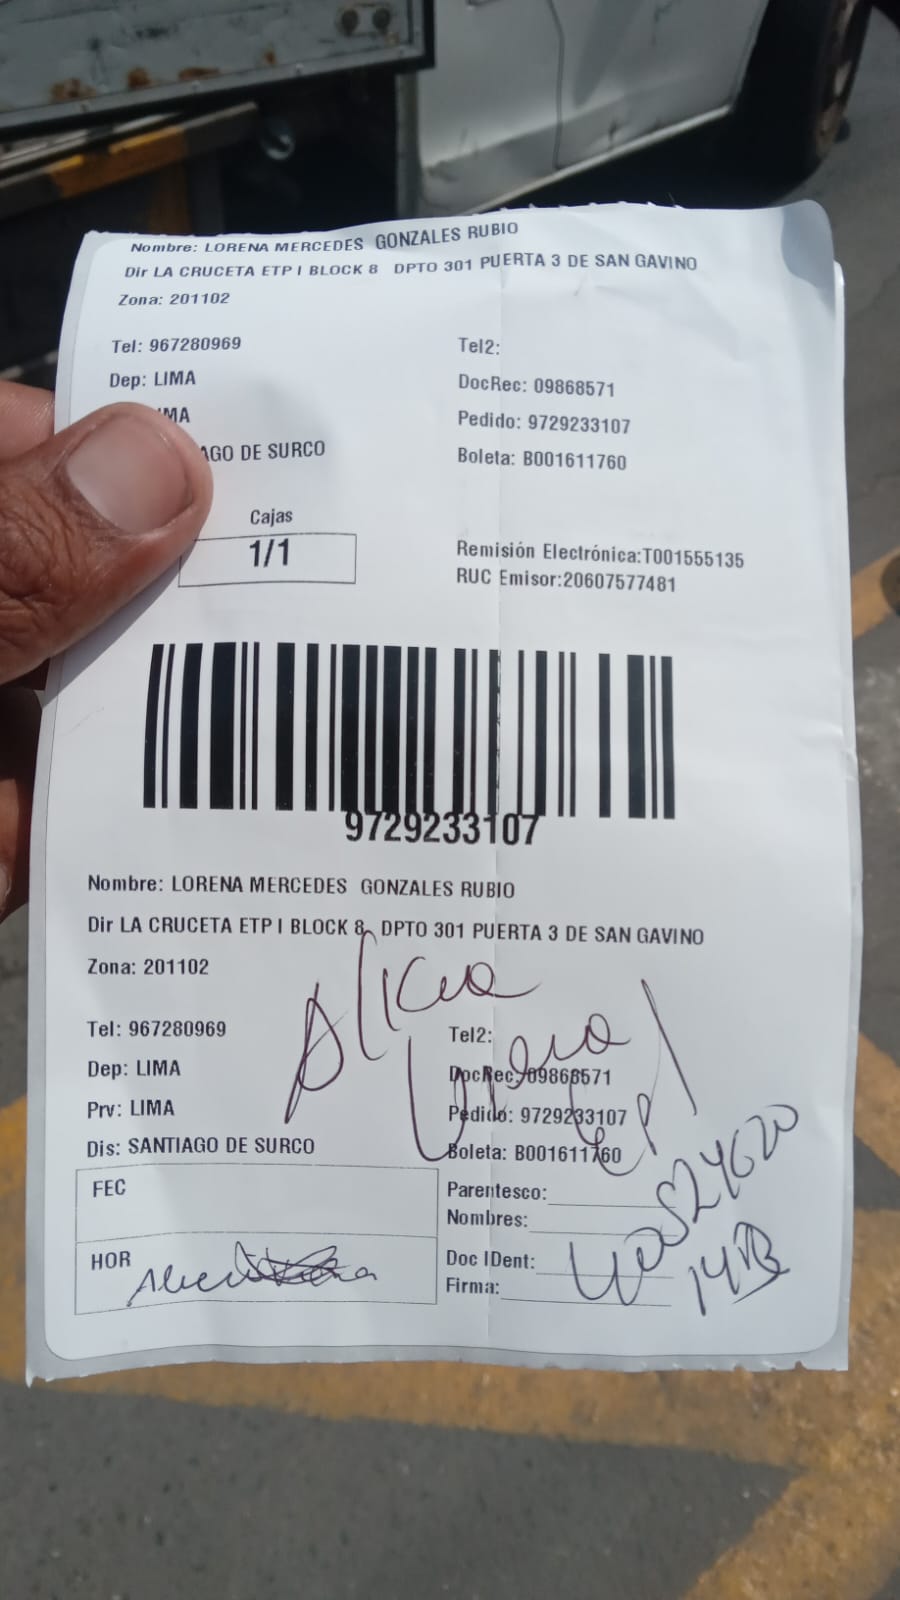 Nombre: LORENA MERCEDES GONZALES RUBIO
Dir LA CRUCETA ETP I BLOCK 8 DPTO 301 PUERTA 3 DE SAN GAVINO
Zona: 201102
Tel: 967280969
Tel2:
Dep: LIMA
DocRec: 09868571
IMA
Pedido: 9729233107
AGO DE SURCO
Boleta: B001611760
Cajas
1/1
Remisión Electrónica:T001555135
RUC Emisor:20607577481
9729233107
Nombre: LORENA MERCEDES GONZALES RUBIO
Dir LA CRUCETA ETP I BLOCK 8 DPTO 301 PUERTA 3 DE SAN GAVINO
Zona: 201102
Tel: 967280969
Tel2:
Dep: LIMA
DocRec: 09868571
Prv: LIMA
Pedido: 9729233107
Dis: SANTIAGO DE SURCO
Boleta: B001611760
FEC
Parentesco:
Nombres:
HOR
Doc IDent:
Firma: